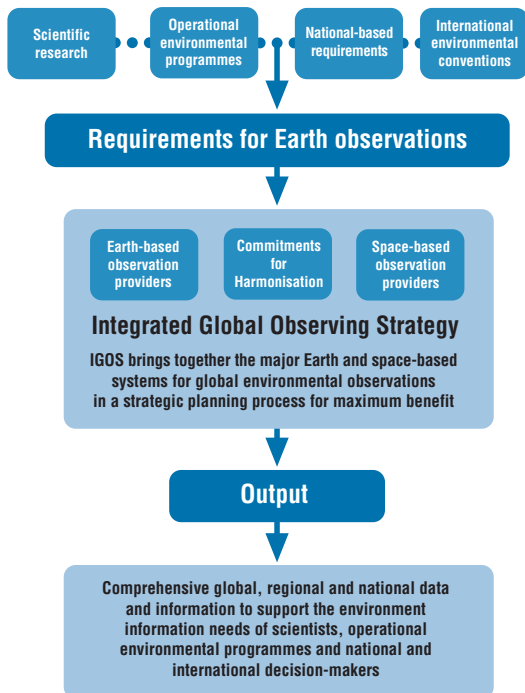 Scientific
research
Operational
environmental
programmes
National-based
requirements
International
environmental
conventions
Requirements for Earth observations
Earth-based
observation
providers
Commitments
for
Harmonisation
Space-based
observation
providers
Integrated Global Observing Strategy
IGOS brings together the major Earth and space-based
systems for global environmental observations
in a strategic planning process for maximum benefit
Output
Comprehensive global, regional and national data
and information to support the environment
information needs of scientists, operational
environmental programmes and national and
international decision-makers